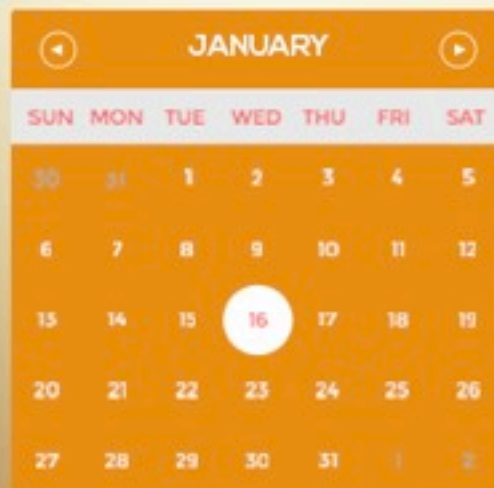 JANUARY
SUN MON TUE WED THU FRI SAT
30 31 1 2 3 4 5
6 7 8 9 10 11 12
13 14 15 16 17 18 19
20 21 22 23 24 25 26
27 28 29 30 31 1 2